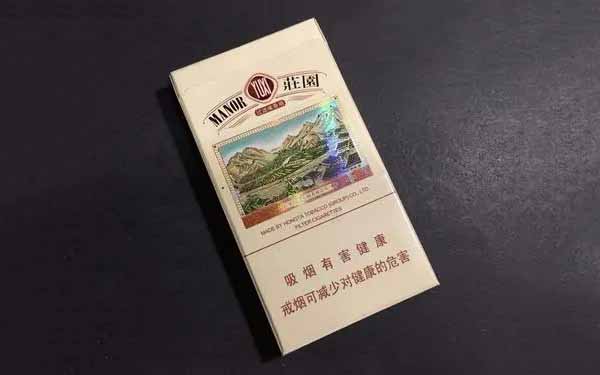 MANOR YUXI 莊園
MADE BY HONGTA TOBACCO (GROUP) CO., LTD.
FILTER CIGARETTES
吸烟有害健康
戒烟可减少对健康的危害